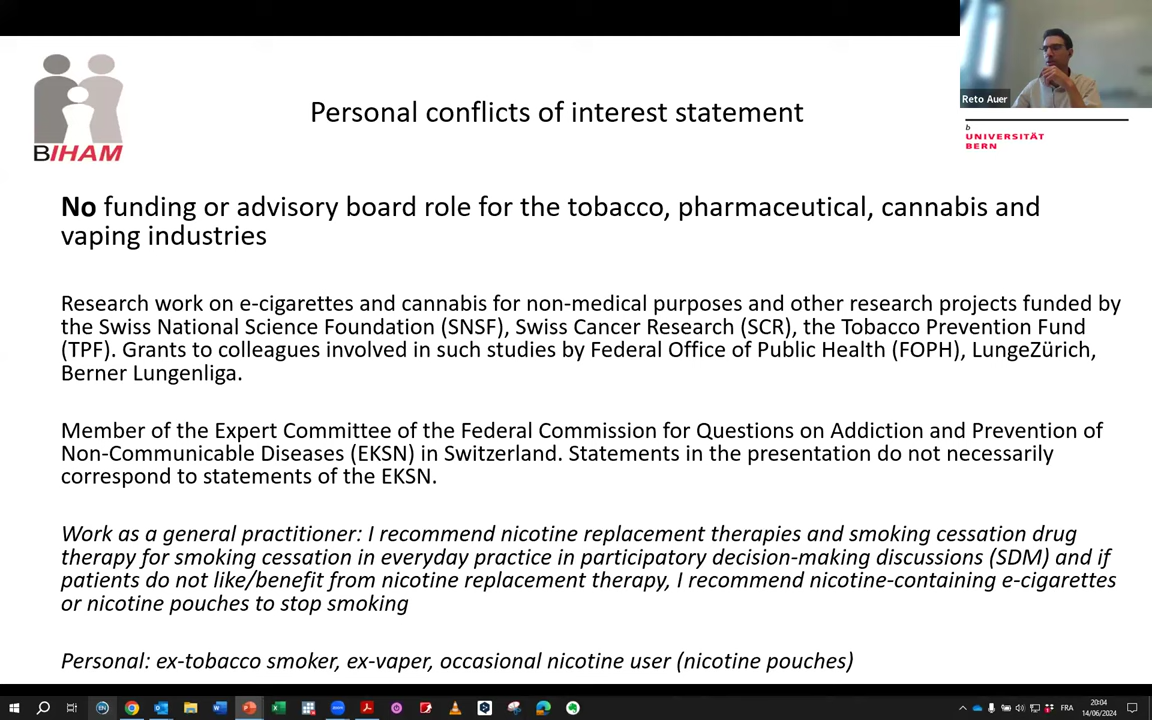 Reto Auer
BIHAM
b
UNIVERSITÄT
BERN
Personal conflicts of interest statement
No funding or advisory board role for the tobacco, pharmaceutical, cannabis and
vaping industries
Research work on e-cigarettes and cannabis for non-medical purposes and other research projects funded by
the Swiss National Science Foundation (SNSF), Swiss Cancer Research (SCR), the Tobacco Prevention Fund
(TPF). Grants to colleagues involved in such studies by Federal Office of Public Health (FOPH), LungeZürich,
Berner Lungenliga.
Member of the Expert Committee of the Federal Commission for Questions on Addiction and Prevention of
Non-Communicable Diseases (EKSN) in Switzerland. Statements in the presentation do not necessarily
correspond to statements of the EKSN.
Work as a general practitioner: I recommend nicotine replacement therapies and smoking cessation drug
therapy for smoking cessation in everyday practice in participatory decision-making discussions (SDM) and if
patients do not like/benefit from nicotine replacement therapy, I recommend nicotine-containing e-cigarettes
or nicotine pouches to stop smoking
Personal: ex-tobacco smoker, ex-vaper, occasional nicotine user (nicotine pouches)
EN
FRA
20:04
14/06/2024